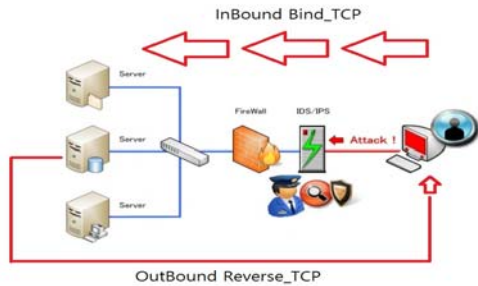 InBound Bind_TCP
Server
FireWall
IDS/IPS
Server
Attack !
Server
OutBound Reverse_TCP